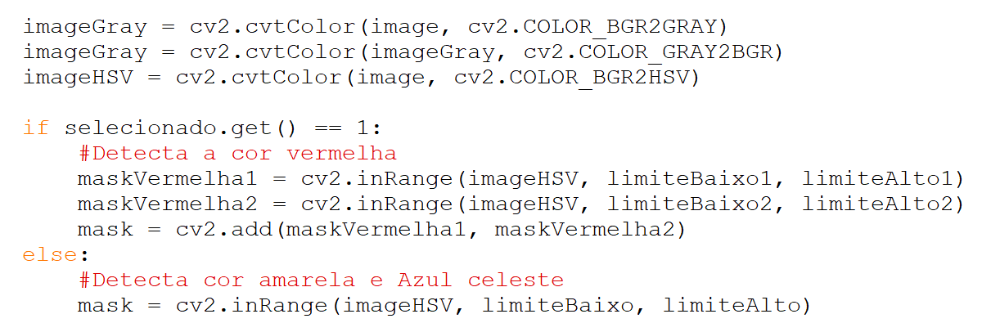 imageGray = cv2.cvtColor(image, cv2.COLOR_BGR2GRAY)
imageGray = cv2.cvtColor(imageGray, cv2.COLOR_GRAY2BGR)
imageHSV = cv2.cvtColor(image, cv2.COLOR_BGR2HSV)

if selecionado.get() == 1:
    #Detecta a cor vermelha
    maskVermelha1 = cv2.inRange(imageHSV, limiteBaixo1, limiteAlto1)
    maskVermelha2 = cv2.inRange(imageHSV, limiteBaixo2, limiteAlto2)
    mask = cv2.add(maskVermelha1, maskVermelha2)
else:
    #Detecta cor amarela e Azul celeste
    mask = cv2.inRange(imageHSV, limiteBaixo, limiteAlto)